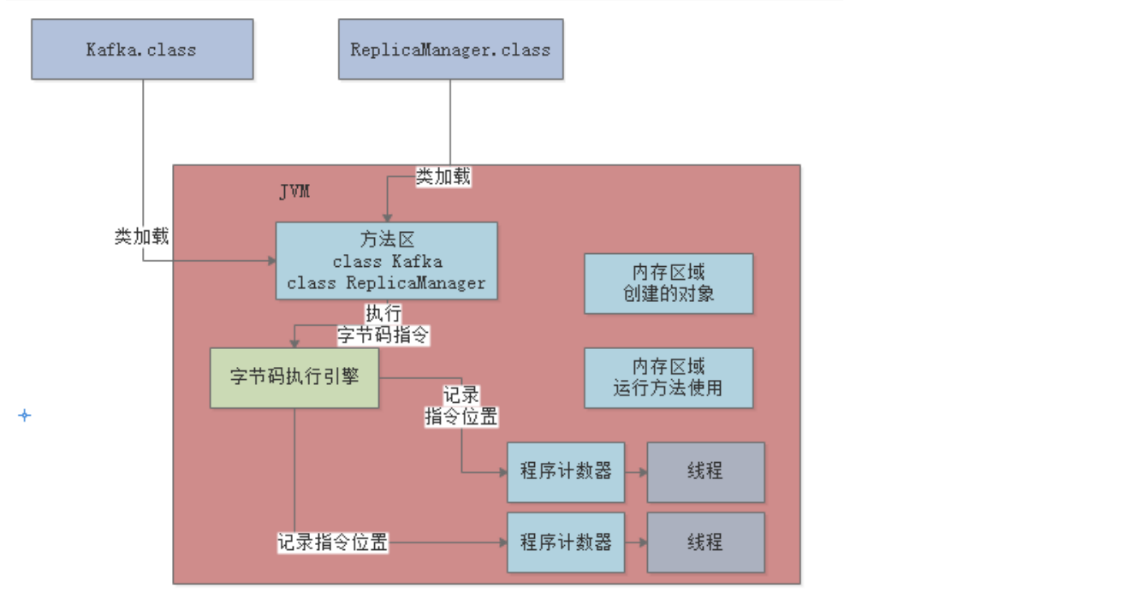 Kafka.class
ReplicaManager.class
类加载
JVM
类加载
方法区
class Kafka
class ReplicaManager
内存区域
创建的对象
执行
字节码指令
字节码执行引擎
内存区域
运行方法使用
记录
指令位置
程序计数器
线程
记录指令位置
程序计数器
线程